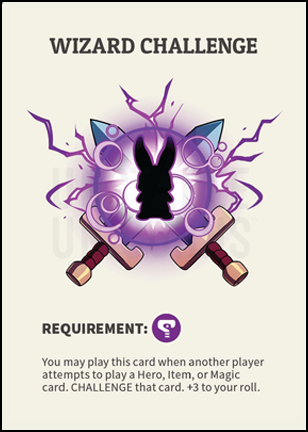 WIZARD CHALLENGE
REQUIREMENT:
You may play this card when another player
attempts to play a Hero, Item, or Magic
card. CHALLENGE that card. +3 to your roll.